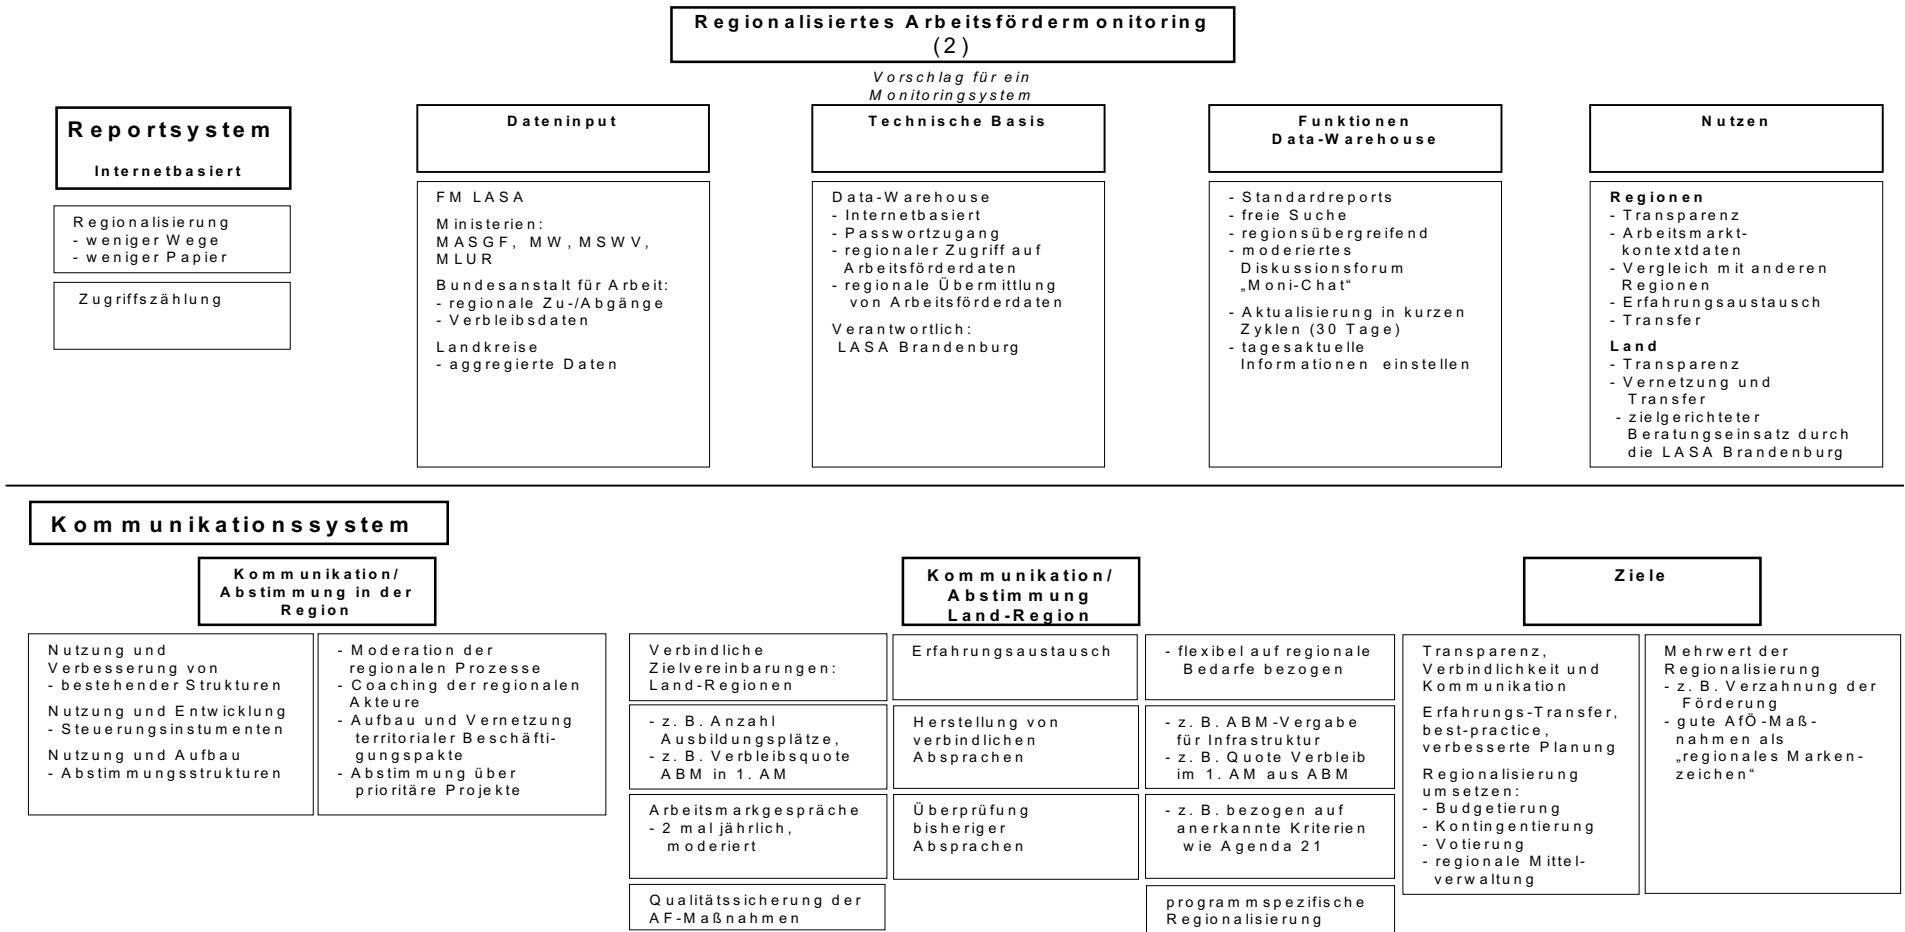 Regionalisiertes Arbeitsfördermonitoring
(2)
Vorschlag für ein
Monitoringsystem
Reportsystem
Internetbasiert
Regionalisierung
- weniger Wege
- weniger Papier
Zugriffszählung
Dateninput
FM LASA
Ministerien:
MASGF, MW, MSWV,
MLUR
Bundesanstalt für Arbeit:
- regionale Zu-/Abgänge
- Verbleibsdaten
Landkreise
- aggregierte Daten
Technische Basis
Data-Warehouse
- Internetbasiert
- Passwortzugang
- regionaler Zugriff auf
Arbeitsförderdaten
- regionale Übermittlung
von Arbeitsförderdaten
Verantwortlich:
LASA Brandenburg
Funktionen
Data-Warehouse
- Standardreports
- freie Suche
- regionsübergreifend
- moderiertes
Diskussionsforum
„Moni-Chat“
- Aktualisierung in kurzen
Zyklen (30 Tage)
- tagesaktuelle
Informationen einstellen
Nutzen
Regionen
- Transparenz
- Arbeitsmarkt-
kontextdaten
- Vergleich mit anderen
Regionen
- Erfahrungsaustausch
- Transfer
Land
- Transparenz
- Vernetzung und
Transfer
- zielgerichteter
Beratungseinsatz durch
die LASA Brandenburg
Kommunikationssystem
Kommunikation/
Abstimmung in der
Region
Nutzung und
Verbesserung von
- bestehender Strukturen
Nutzung und Entwicklung
- Steuerungsinstumenten
Nutzung und Aufbau
- Abstimmungsstrukturen
- Moderation der
regionalen Prozesse
- Coaching der regionalen
Akteure
- Aufbau und Vernetzung
territorialer Beschäfti-
gungspakte
- Abstimmung über
prioritäre Projekte
Kommunikation/
Abstimmung
Land-Region
Verbindliche
Zielvereinbarungen:
Land-Regionen
- z. B. Anzahl
Ausbildungsplätze,
- z. B. Verbleibsquote
ABM in 1. AM
Arbeitsmarkgespräche
- 2 mal jährlich,
moderiert
Qualitätssicherung der
AF-Maßnahmen
Erfahrungsaustausch
Herstellung von
verbindlichen
Absprachen
Überprüfung
bisheriger
Absprachen
- flexibel auf regionale
Bedarfe bezogen
- z. B. ABM-Vergabe
für Infrastruktur
- z. B. Quote Verbleib
im 1. AM aus ABM
- z. B. bezogen auf
anerkannte Kriterien
wie Agenda 21
programmspezifische
Regionalisierung
Ziele
Transparenz,
Verbindlichkeit und
Kommunikation
Erfahrungs-Transfer,
best-practice,
verbesserte Planung
Regionalisierung
umsetzen:
- Budgetierung
- Kontingentierung
- Votierung
- regionale Mittel-
verwaltung
Mehrwert der
Regionalisierung
- z. B. Verzahnung der
Förderung
- gute AfÖ-Maß-
nahmen als
„regionales Marken-
zeichen“